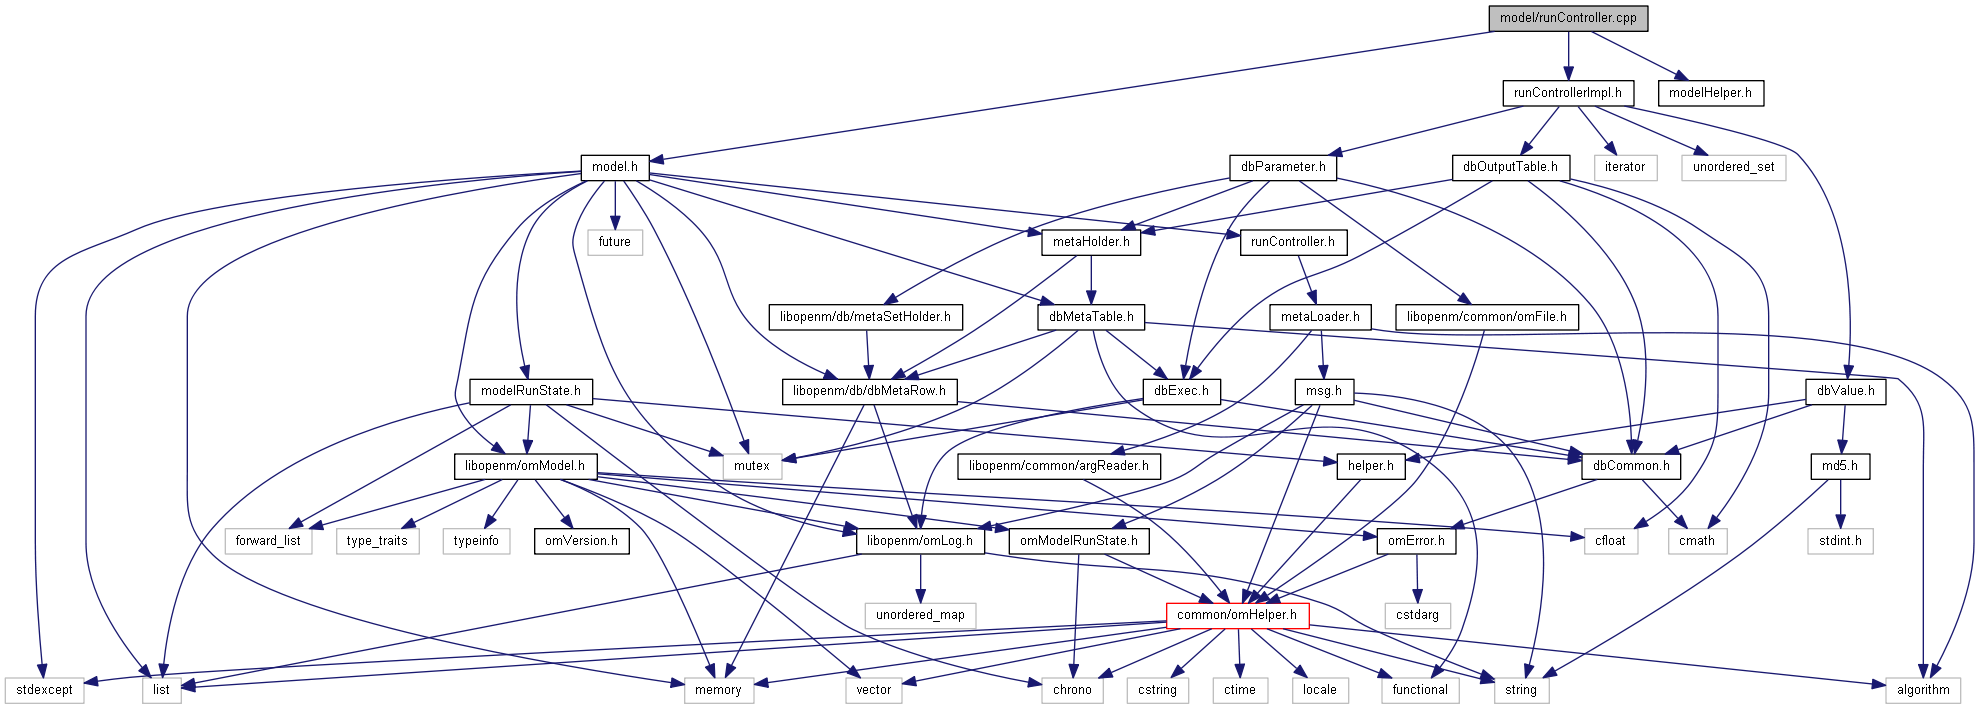 model/runController.cpp
runControllerImpl.h
modelHelper.h
model.h
dbParameter.h
dbOutputTable.h
iterator
unordered_set
future
metaHolder.h
runController.h
libopenm/db/metaSetHolder.h
dbMetaTable.h
metaLoader.h
libopenm/common/omFile.h
modelRunState.h
libopenm/db/dbMetaRow.h
dbExec.h
msg.h
dbValue.h
libopenm/omModel.h
mutex
libopenm/common/argReader.h
helper.h
dbCommon.h
md5.h
forward_list
type_traits
typeinfo
omVersion.h
libopenm/omLog.h
omModelRunState.h
omError.h
cfloat
cmath
stdint.h
unordered_map
common/omHelper.h
cstdarg
stdexcept
list
memory
vector
chrono
cstring
ctime
locale
functional
string
algorithm